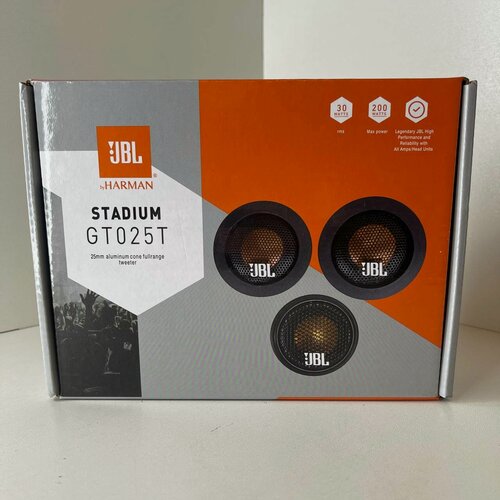 JBL
by HARMAN
STADIUM
GT025T
25mm aluminum cone fullrange
tweeter
30
WATTS
200
WATTS
Max power
Legendary JBL High
Performance and
Reliability with
All Amps/Head Units
JBL
JBL
JBL